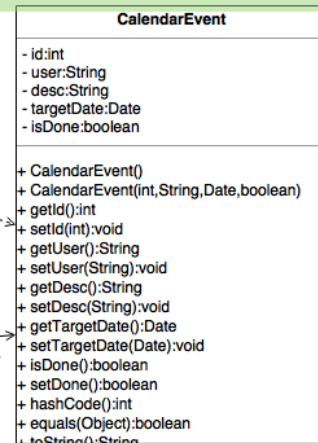 CalendarEvent
- id:int
- user:String
- desc:String
- targetDate:Date
- isDone:boolean
+ CalendarEvent()
+ CalendarEvent(int,String,Date,boolean)
+ getId():int
+ setId(int):void
+ getUser():String
+ setUser(String):void
+ getDesc():String
+ setDesc(String):void
+ getTargetDate():Date
+ setTargetDate(Date):void
+ isDone():boolean
+ setDone():boolean
+ hashCode():int
+ equals(Object):boolean
+ toString():String